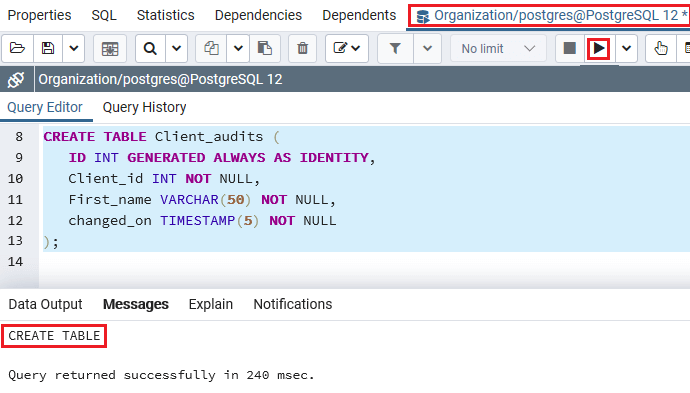 Properties SQL Statistics Dependencies Dependents Organization/postgres@PostgreSQL 12 *
No limit
Organization/postgres@PostgreSQL 12
Query Editor Query History
8 CREATE TABLE Client_audits (
9 ID INT GENERATED ALWAYS AS IDENTITY,
10 Client_id INT NOT NULL,
11 First_name VARCHAR(50) NOT NULL,
12 changed_on TIMESTAMP(5) NOT NULL
13 );
14
Data Output Messages Explain Notifications
CREATE TABLE
Query returned successfully in 240 msec.